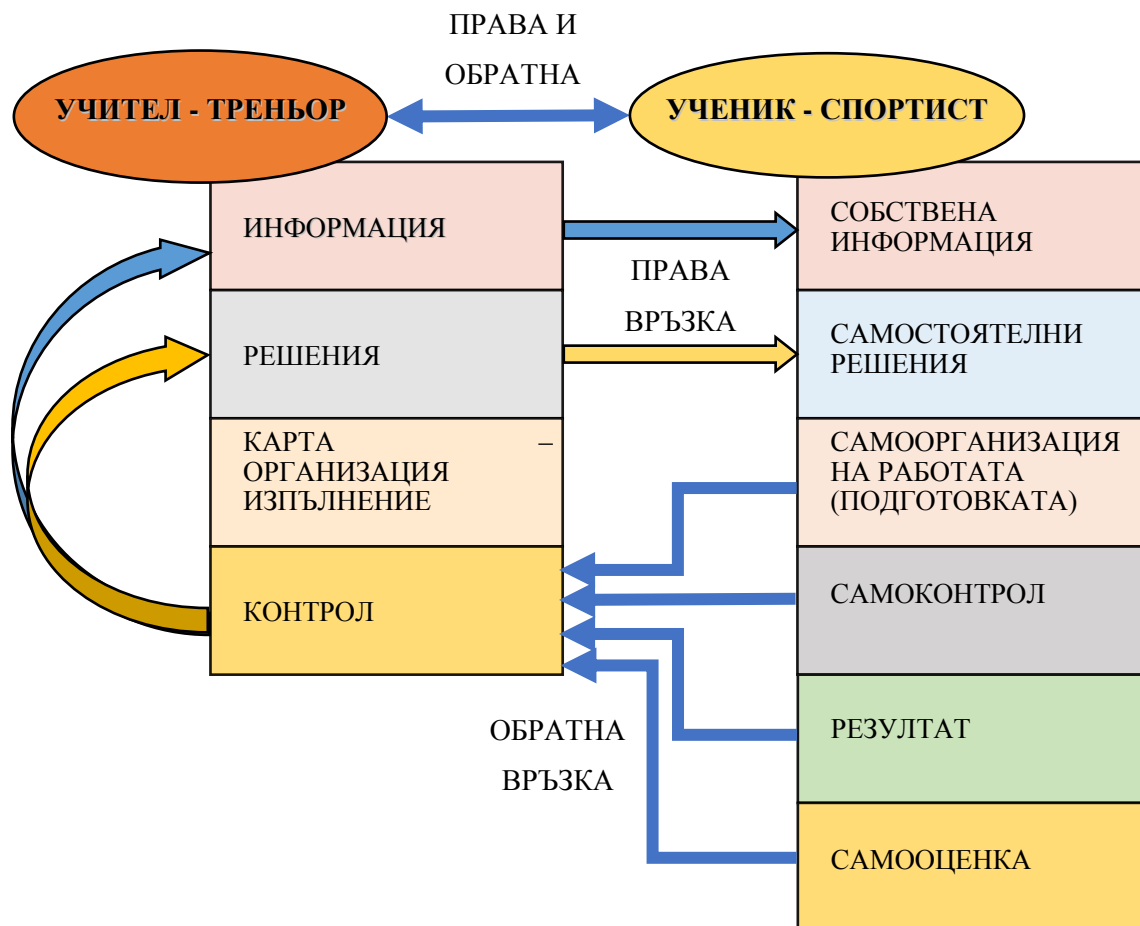 ПРАВА И
ОБРАТНА
УЧИТЕЛ - ТРЕНЬОР
УЧЕНИК - СПОРТИСТ
ИНФОРМАЦИЯ
СОБСТВЕНА
ИНФОРМАЦИЯ
ПРАВА
ВРЪЗКА
РЕШЕНИЯ
САМОСТОЯТЕЛНИ
РЕШЕНИЯ
КАРТА –
ОРГАНИЗАЦИЯ
ИЗПЪЛНЕНИЕ
САМООРГАНИЗАЦИЯ
НА РАБОТАТА
(ПОДГОТОВКАТА)
КОНТРОЛ
САМОКОНТРОЛ
ОБРАТНА
ВРЪЗКА
РЕЗУЛТАТ
САМООЦЕНКА